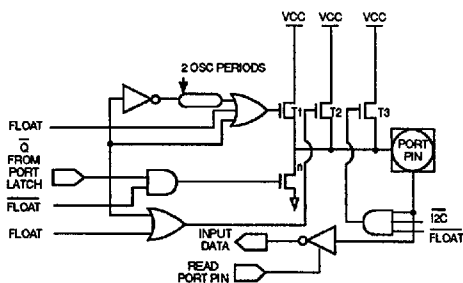 VCC VCC VCC
2 OSC PERIODS
T1 T2 T3
FLOAT
Q
FROM
PORT
LATCH
n
PORT
PIN
FLOAT
I2C
FLOAT
FLOAT
INPUT
DATA
READ
PORT PIN